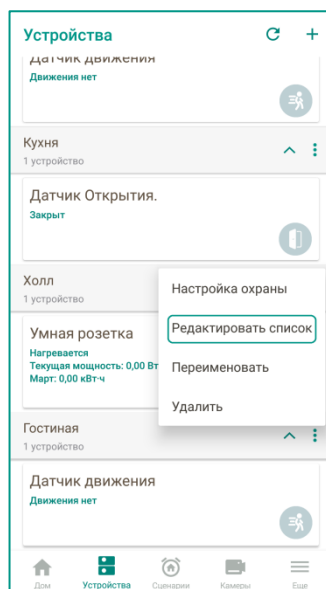 Устройства
Датчик движения
Движения нет
Кухня
1 устройство
Датчик Открытия.
Закрыт
Холл
1 устройство
Настройка охраны
Редактировать список
Переименовать
Удалить
Умная розетка
Нагревается
Текущая мощность: 0,00 Вт
Март: 0,00 кВт·ч
Гостиная
1 устройство
Датчик движения
Движения нет
Дом
Устройства
Сценарии
Камеры
Еще